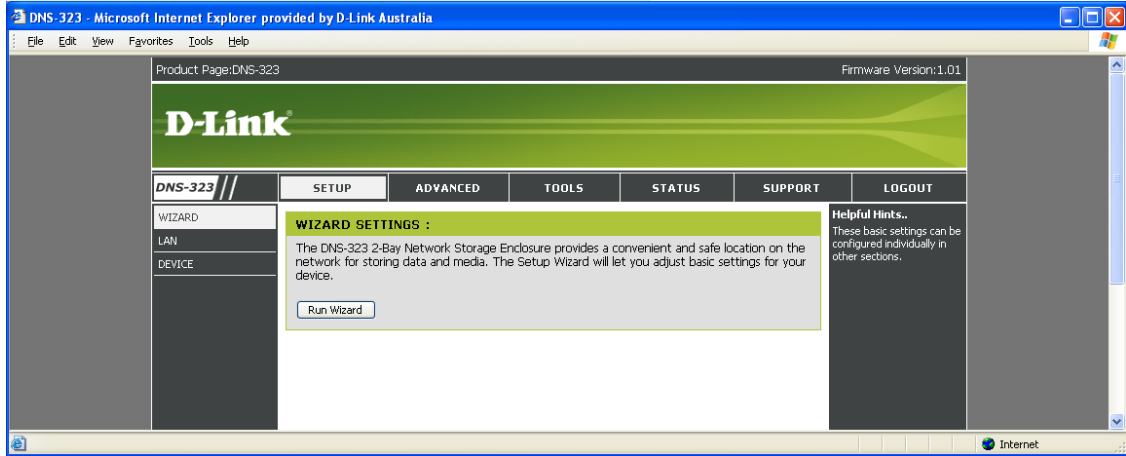 DNS-323 - Microsoft Internet Explorer provided by D-Link Australia
File Edit View Favorites Tools Help
Product Page:DNS-323 Firmware Version:1.01
D-Link®
DNS-323 SETUP ADVANCED TOOLS STATUS SUPPORT LOGOUT
WIZARD
LAN
DEVICE
WIZARD SETTINGS :
The DNS-323 2-Bay Network Storage Enclosure provides a convenient and safe location on the
network for storing data and media. The Setup Wizard will let you adjust basic settings for your
device.
Run Wizard
Helpful Hints..
These basic settings can be
configured individually in
other sections.
Internet